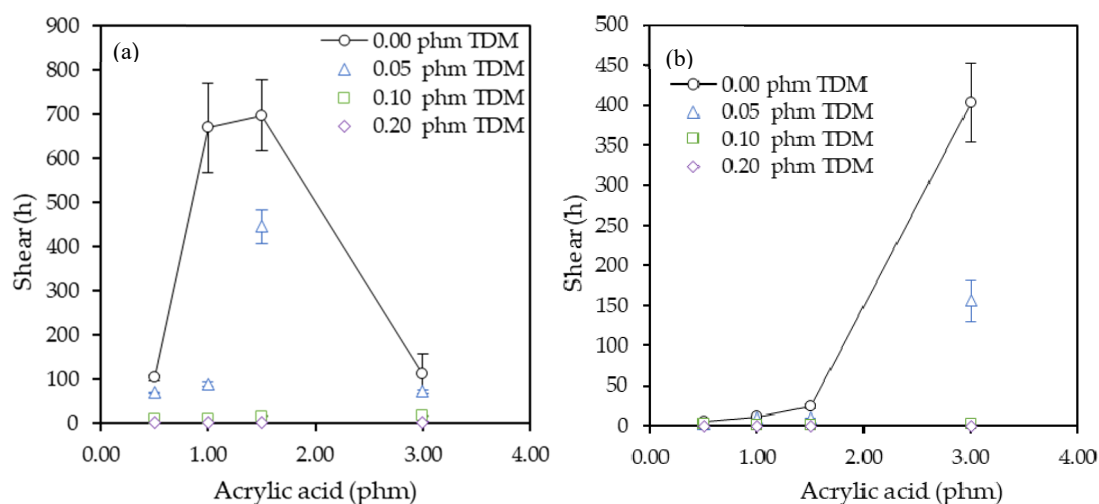 (a)
0.00 phm TDM
0.05 phm TDM
0.10 phm TDM
0.20 phm TDM
900
800
700
600
500
400
300
200
100
0
0.00 1.00 2.00 3.00 4.00
Shear (h)
Acrylic acid (phm)
(b)
0.00 phm TDM
0.05 phm TDM
0.10 phm TDM
0.20 phm TDM
500
450
400
350
300
250
200
150
100
50
0
0.00 1.00 2.00 3.00 4.00
Shear (h)
Acrylic acid (phm)